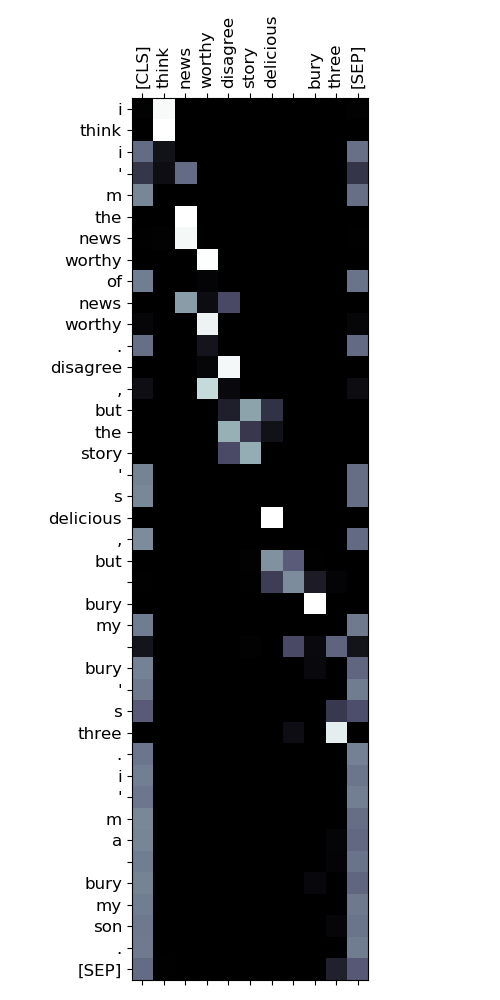 [CLS] think news worthy disagree story delicious bury three [SEP]
i
think
i
'
m
the
news
worthy
of
news
worthy
.
disagree
,
but
the
story
'
s
delicious
,
but
bury
my
bury
'
s
three
.
i
'
m
a
bury
my
son
.
[SEP]